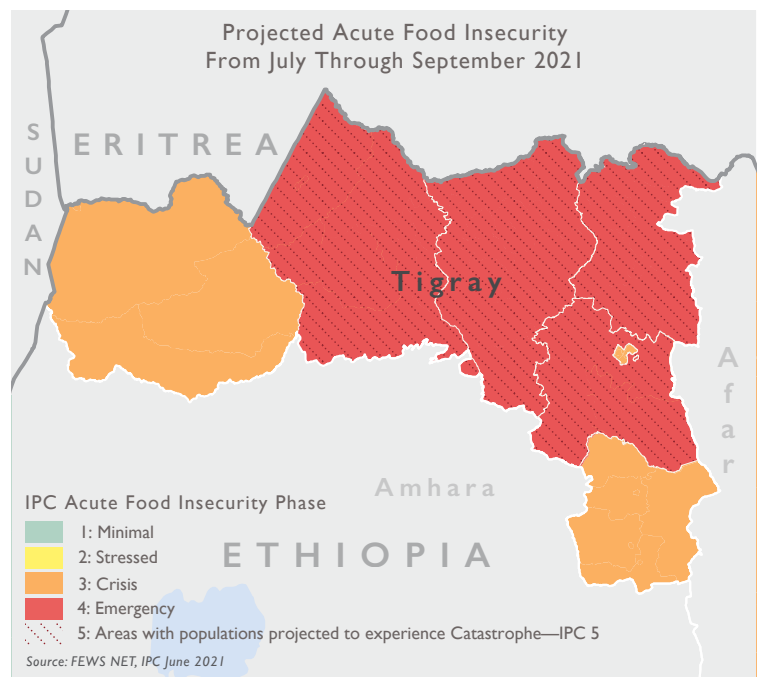 Projected Acute Food Insecurity
From July Through September 2021
SUDAN
ERITREA
Tigray
Afar
Amhara
ETHIOPIA
IPC Acute Food Insecurity Phase
1: Minimal
2: Stressed
3: Crisis
4: Emergency
5: Areas with populations projected to experience Catastrophe—IPC 5
Source: FEWS NET, IPC June 2021